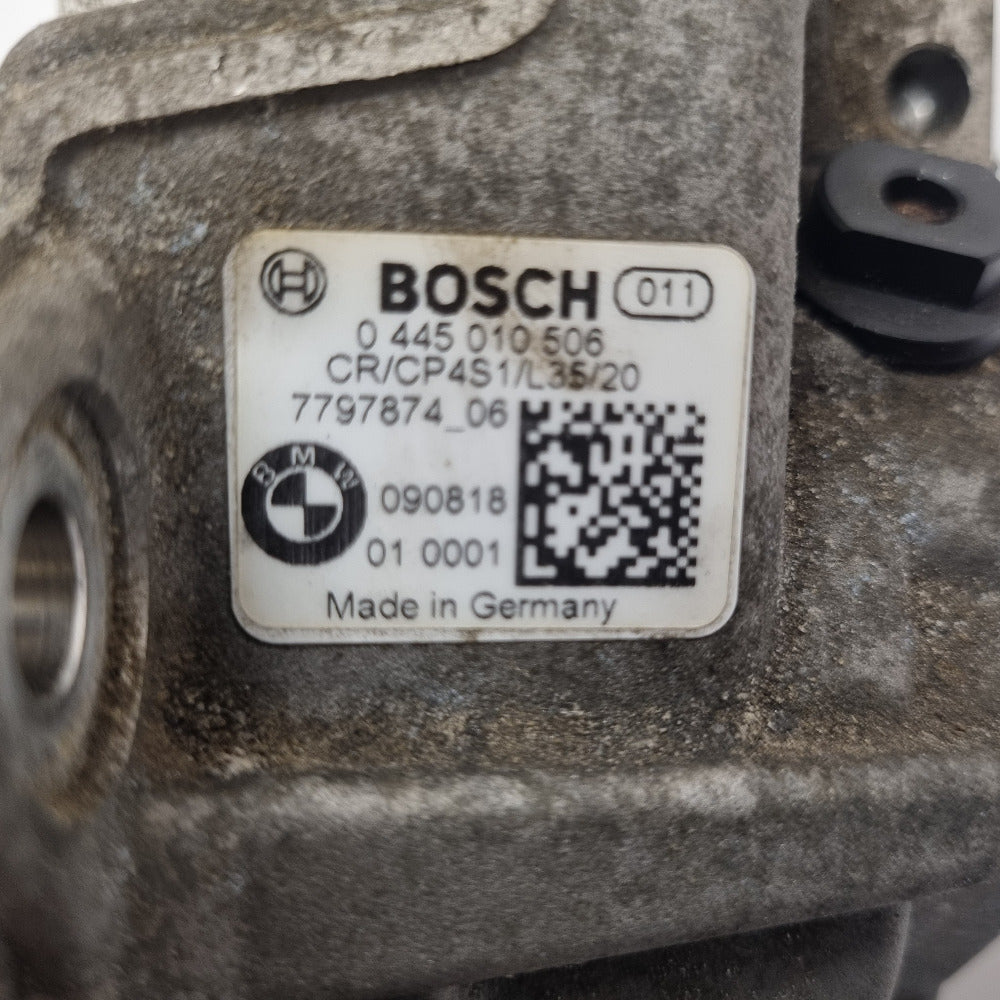 BOSCH 011
0 445 010 506
CR/CP4S1/L35/20
7797874_06
BMW
090818
01 0001
Made in Germany